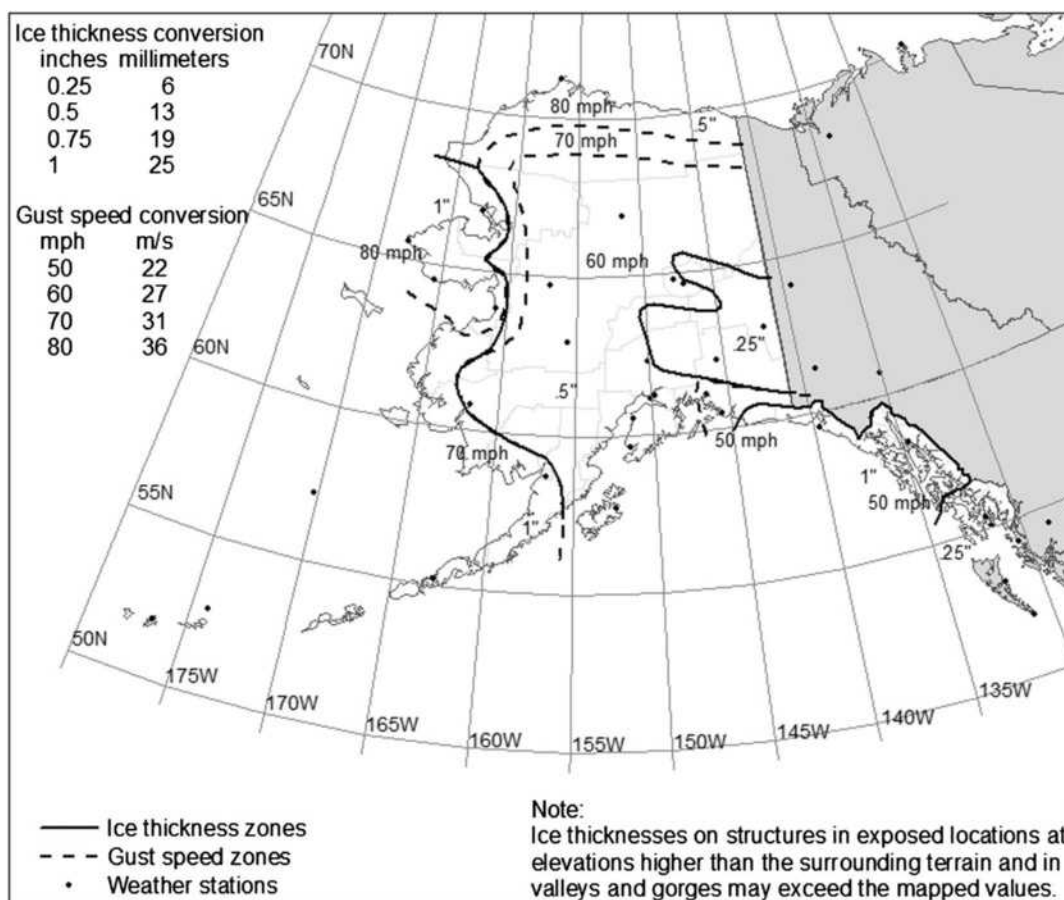 Ice thickness conversion
inches millimeters
0.25 6
0.5 13
0.75 19
1 25
Gust speed conversion
mph m/s
50 22
60 27
70 31
80 36
70N
65N
60N
55N
50N
80 mph
.5"
70 mph
1"
80 mph
60 mph
.25"
.5"
70 mph
50 mph
1"
50 mph
1"
.25"
175W
170W
165W
160W
155W
150W
145W
140W
135W
Ice thickness zones
Gust speed zones
Weather stations
Note:
Ice thicknesses on structures in exposed locations at
elevations higher than the surrounding terrain and in
valleys and gorges may exceed the mapped values.